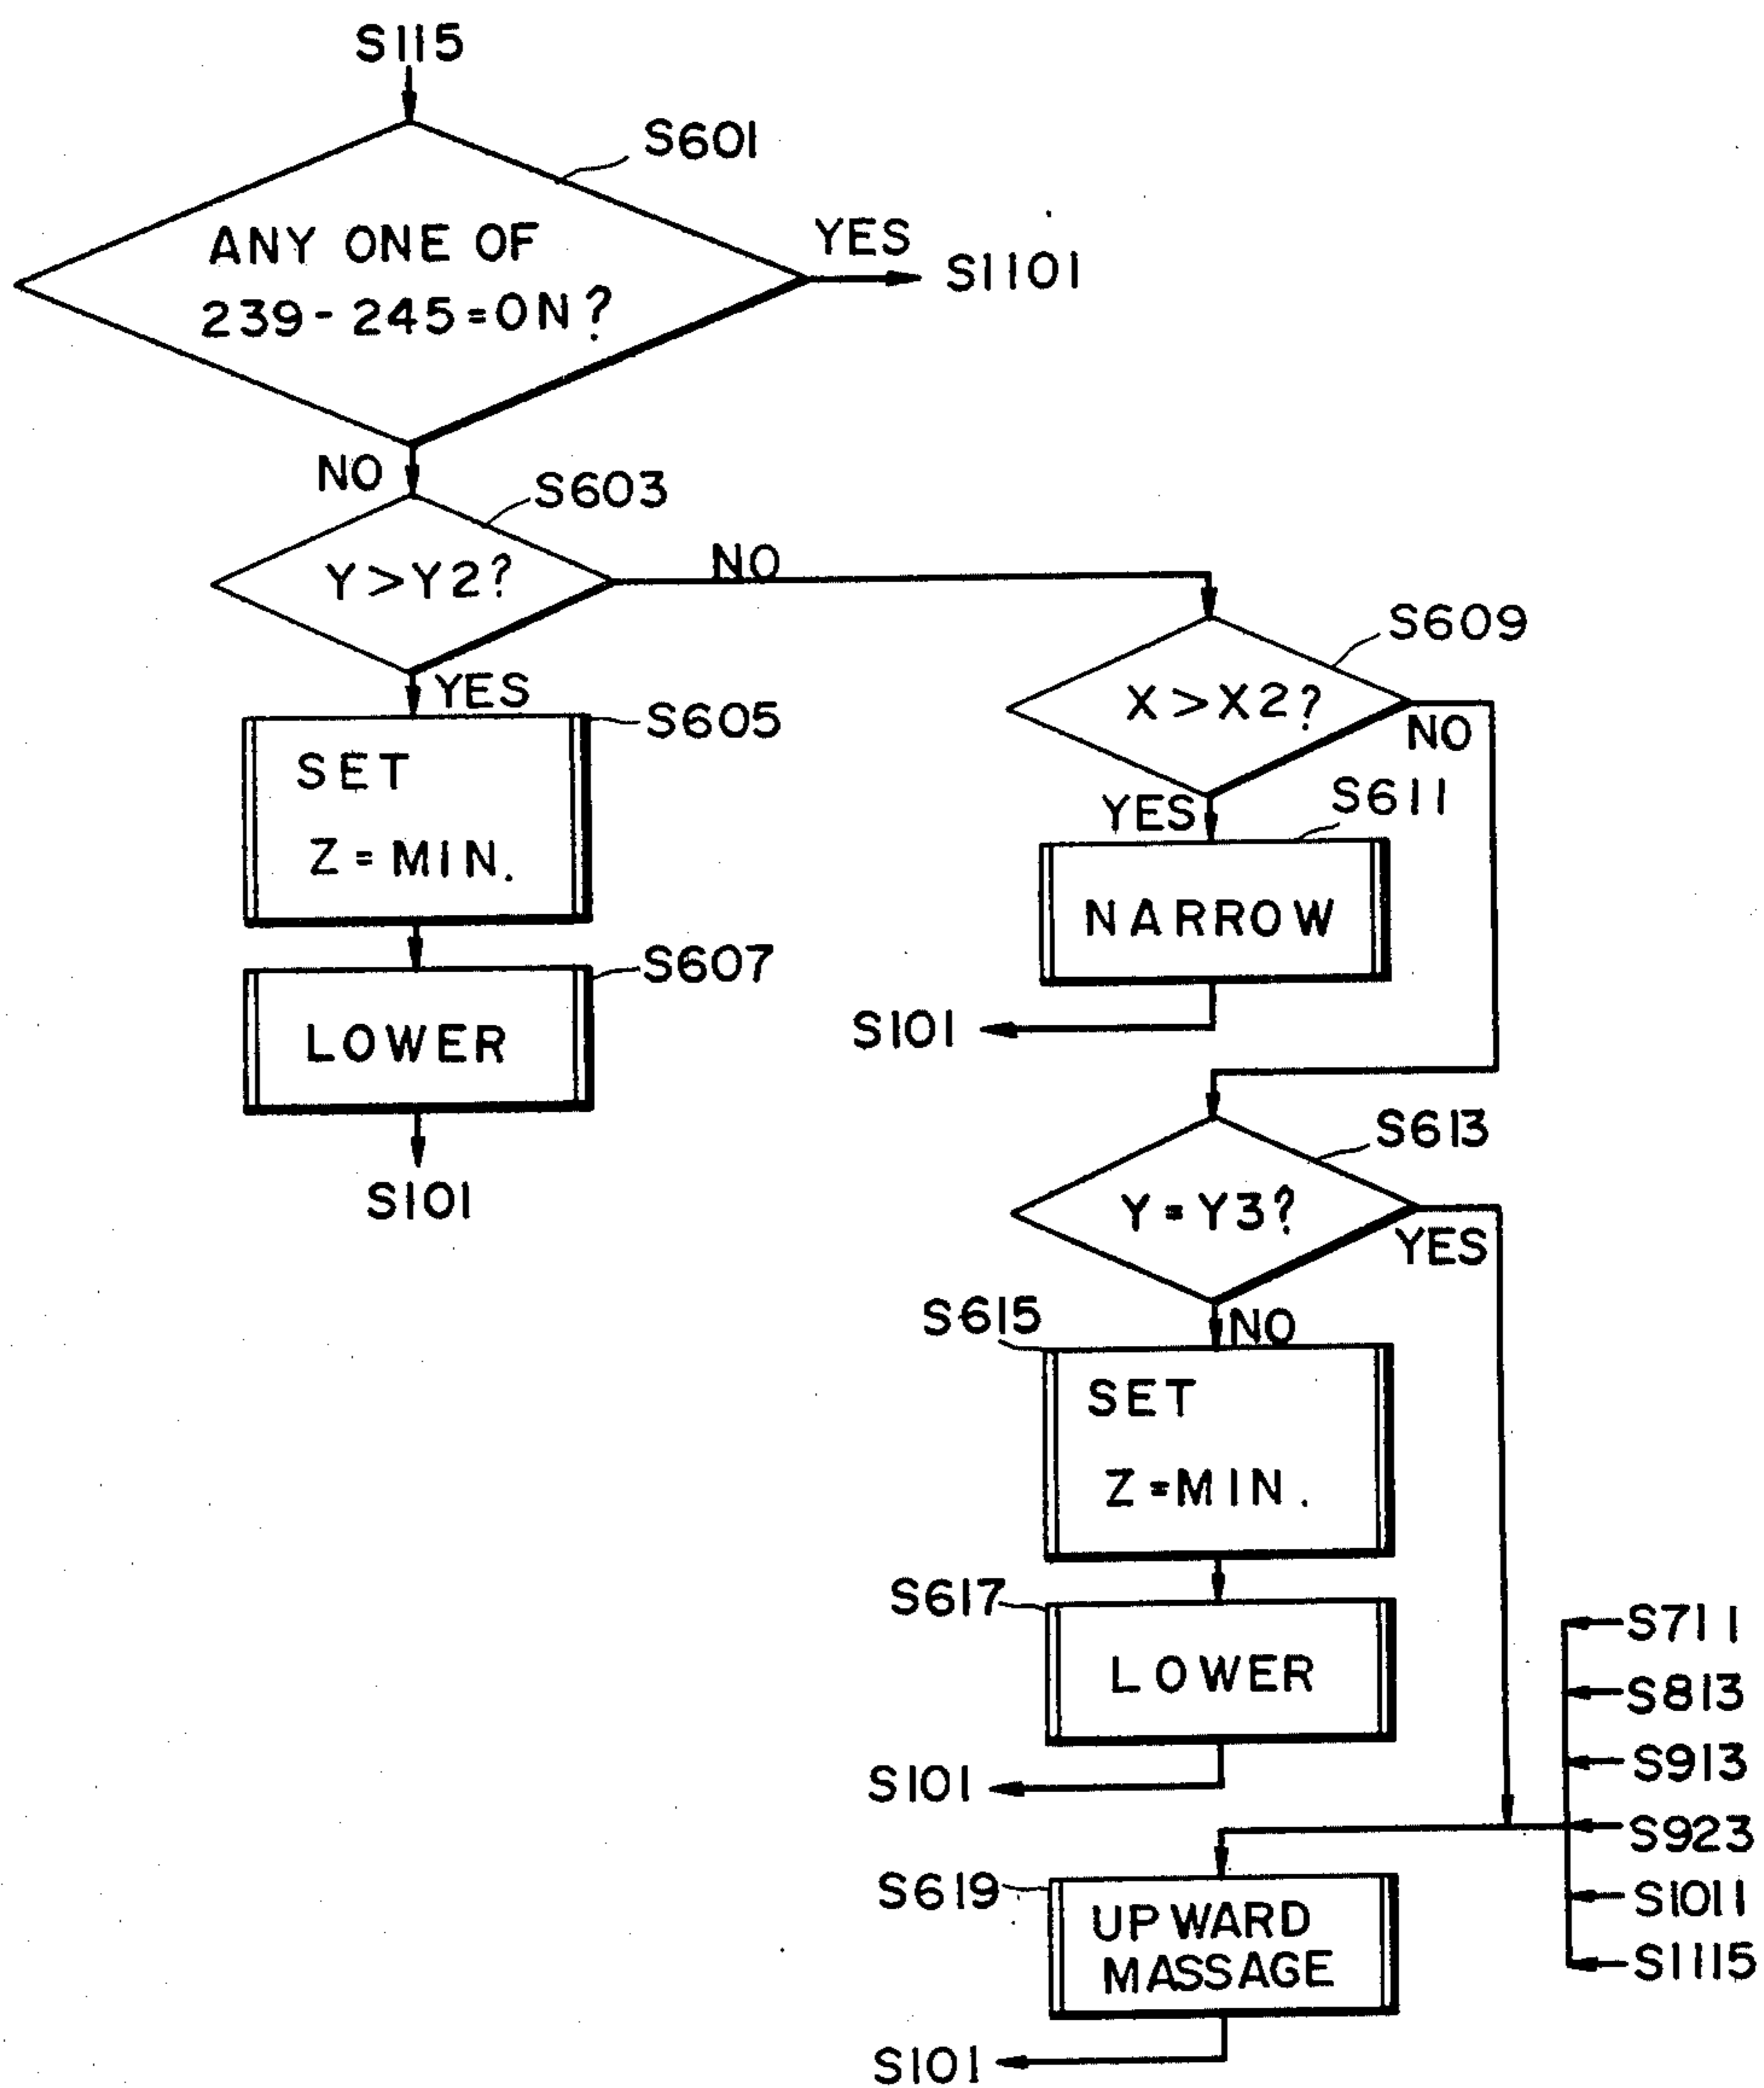 S115
S601
ANY ONE OF
239-245=ON?
YES
S1101
NO
S603
Y>Y2?
NO
S609
X>X2?
NO
YES
S605
SET
Z=MIN.
YES
S611
NARROW
S607
LOWER
S101
S101
S613
Y=Y3?
YES
NO
S615
SET
Z=MIN.
S617
LOWER
S101
S711
S813
S913
S923
S1011
S1115
S619
UPWARD
MASSAGE
S101